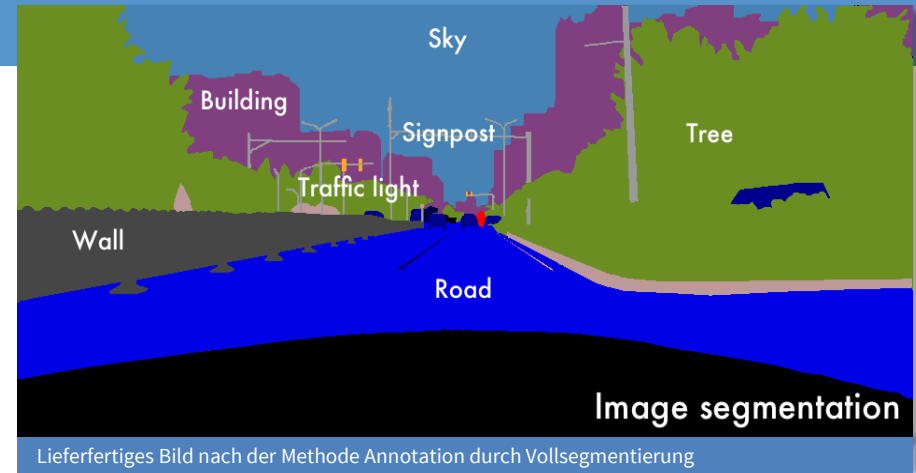 Sky
Building
Signpost
Tree
Traffic light
Wall
Road
Image segmentation
Lieferfertiges Bild nach der Methode Annotation durch Vollsegmentierung